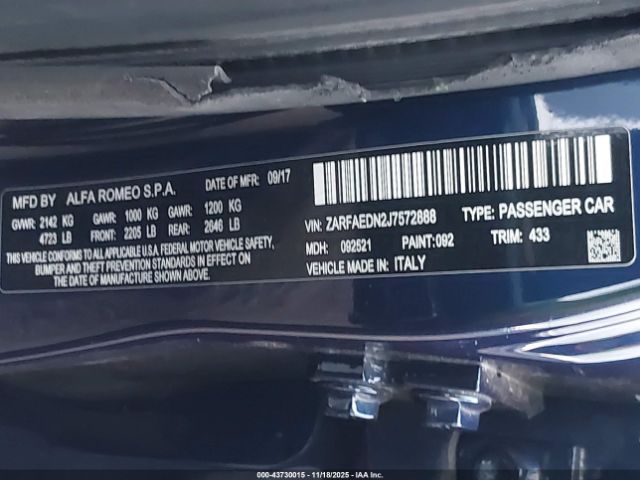 MFD BY ALFA ROMEO S.P.A. DATE OF MFR: 09/17
GVWR: 2142 KG GAWR: 1000 KG GAWR: 1200 KG
4723 LB FRONT: 2205 LB REAR: 2646 LB
THIS VEHICLE CONFORMS TO ALL APPLICABLE U.S.A. FEDERAL MOTOR VEHICLE SAFETY,
BUMPER AND THEFT PREVENTION STANDARDS IN EFFECT ON
THE DATE OF MANUFACTURE SHOWN ABOVE.
VIN: ZARFAEDN2J7572888 TYPE: PASSENGER CAR
MDH: 092521 PAINT:092 TRIM: 433
VEHICLE MADE IN: ITALY
000-43730015 - 11/18/2025 - IAA Inc.